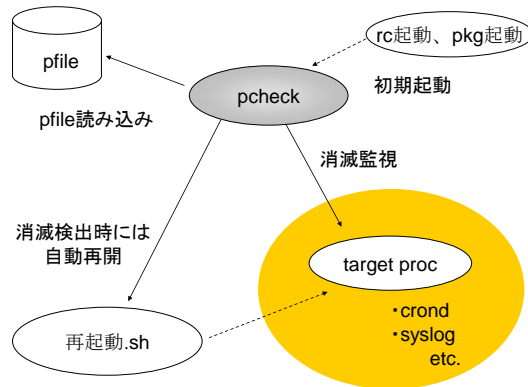 rc起動、pkg起動
pfile
pcheck
初期起動
pfile読み込み
消滅監視
消滅検出時には
自動再開
target proc
・crond
・syslog
etc.
再起動.sh